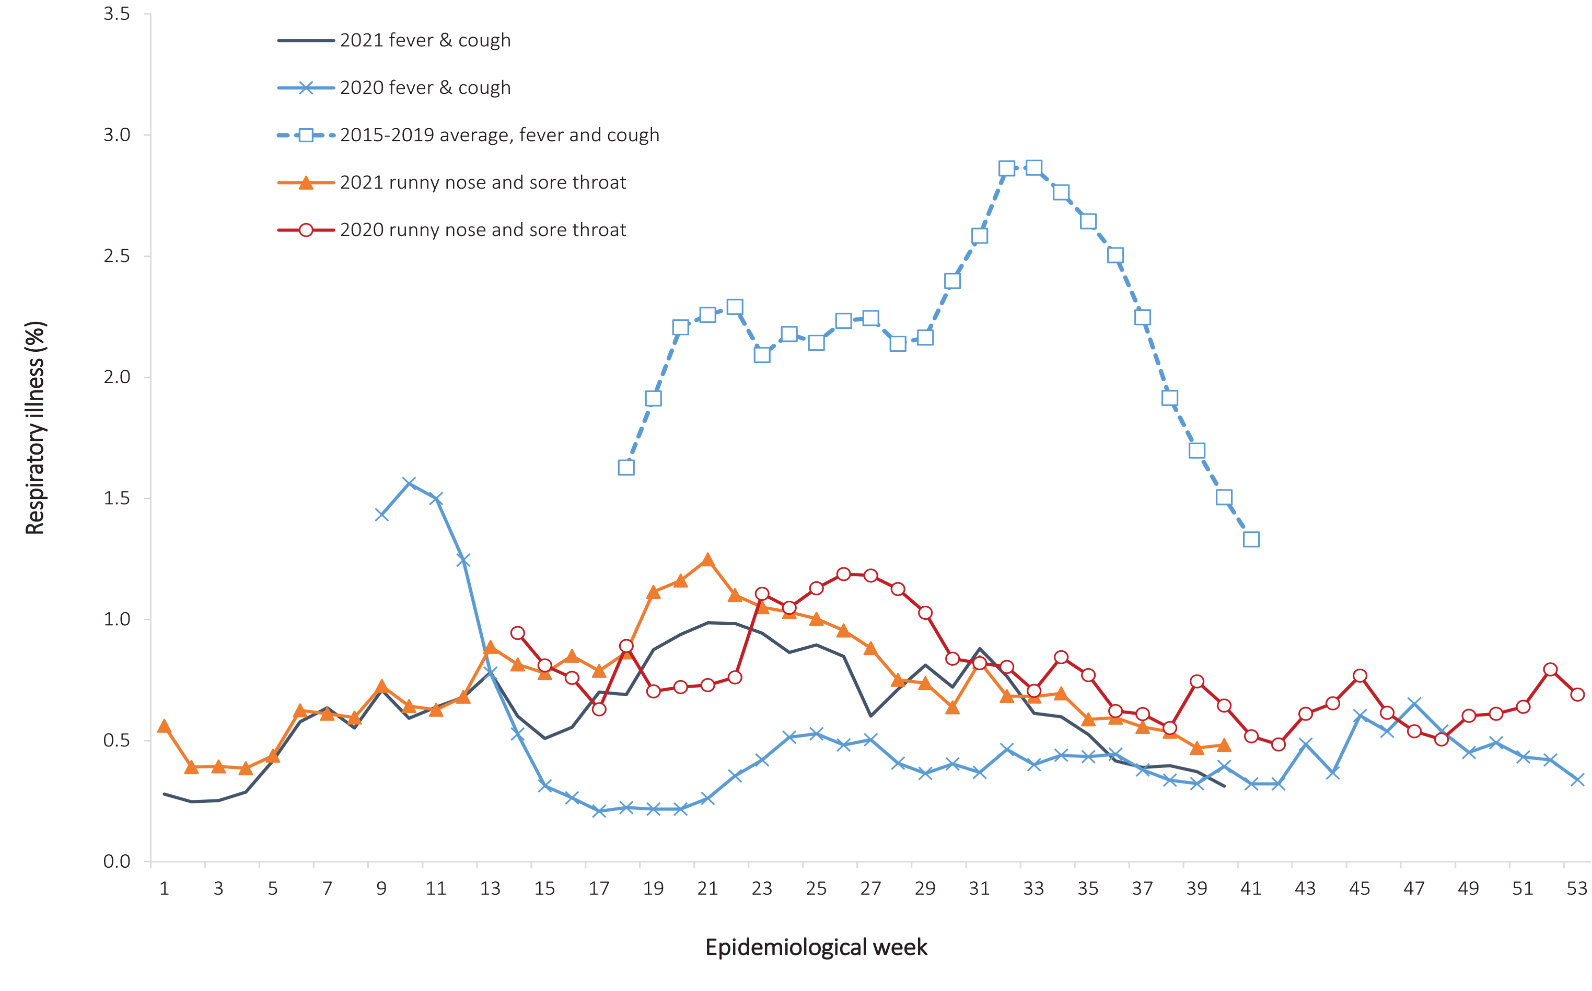 3.5
3.0
2.5
2.0
1.5
1.0
0.5
0.0
Respiratory illness (%)
2021 fever & cough
2020 fever & cough
2015-2019 average, fever and cough
2021 runny nose and sore throat
2020 runny nose and sore throat
1 3 5 7 9 11 13 15 17 19 21 23 25 27 29 31 33 35 37 39 41 43 45 47 49 51 53
Epidemiological week